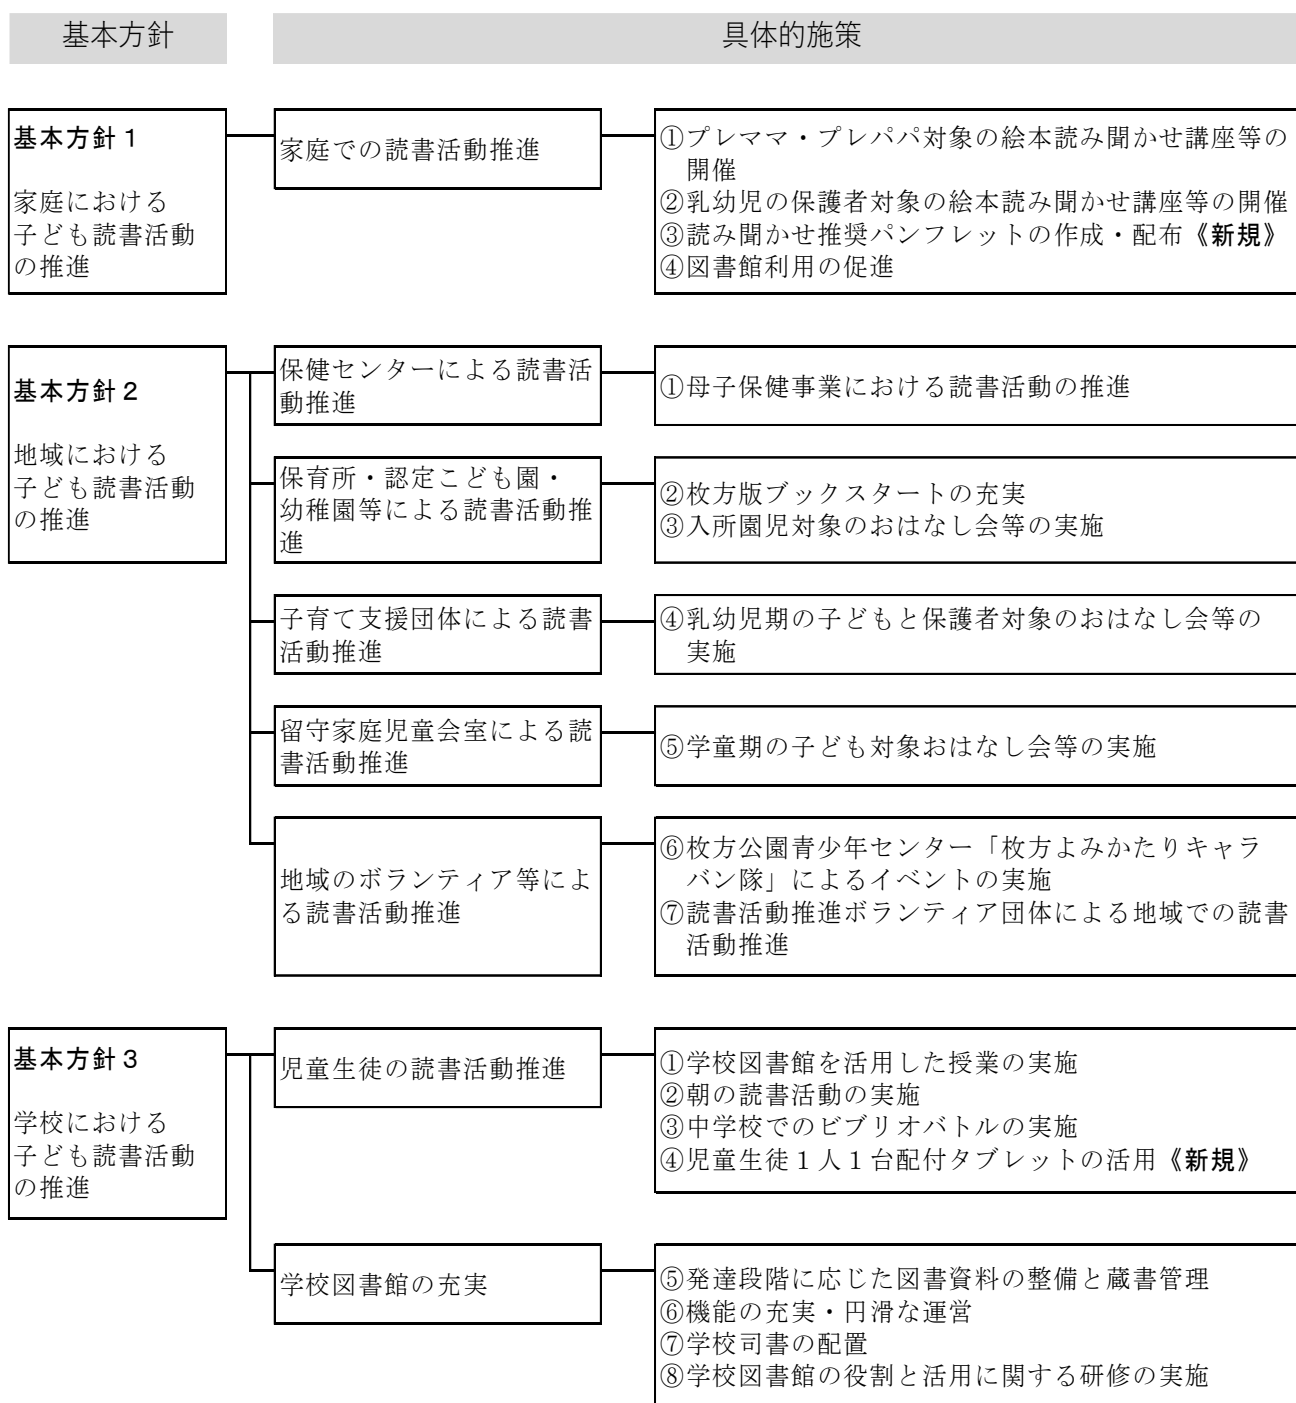 基本方針
具体的施策
基本方針１
家庭における
子ども読書活動
の推進
家庭での読書活動推進
①プレママ・プレパパ対象の絵本読み聞かせ講座等の
開催
②乳幼児の保護者対象の絵本読み聞かせ講座等の開催
③読み聞かせ推奨パンフレットの作成・配布《新規》
④図書館利用の促進
基本方針２
地域における
子ども読書活動
の推進
保健センターによる読書活
動推進
①母子保健事業における読書活動の推進
保育所・認定こども園・
幼稚園等による読書活動推
進
②枚方版ブックスタートの充実
③入所園児対象のおはなし会等の実施
子育て支援団体による読書
活動推進
④乳幼児期の子どもと保護者対象のおはなし会等の
実施
留守家庭児童会室による読
書活動推進
⑤学童期の子ども対象おはなし会等の実施
地域のボランティア等によ
る読書活動推進
⑥枚方公園青少年センター「枚方よみかたりキャラ
バン隊」によるイベントの実施
⑦読書活動推進ボランティア団体による地域での読書
活動推進
基本方針３
学校における
子ども読書活動
の推進
児童生徒の読書活動推進
①学校図書館を活用した授業の実施
②朝の読書活動の実施
③中学校でのビブリオバトルの実施
④児童生徒１人１台配付タブレットの活用《新規》
学校図書館の充実
⑤発達段階に応じた図書資料の整備と蔵書管理
⑥機能の充実・円滑な運営
⑦学校司書の配置
⑧学校図書館の役割と活用に関する研修の実施